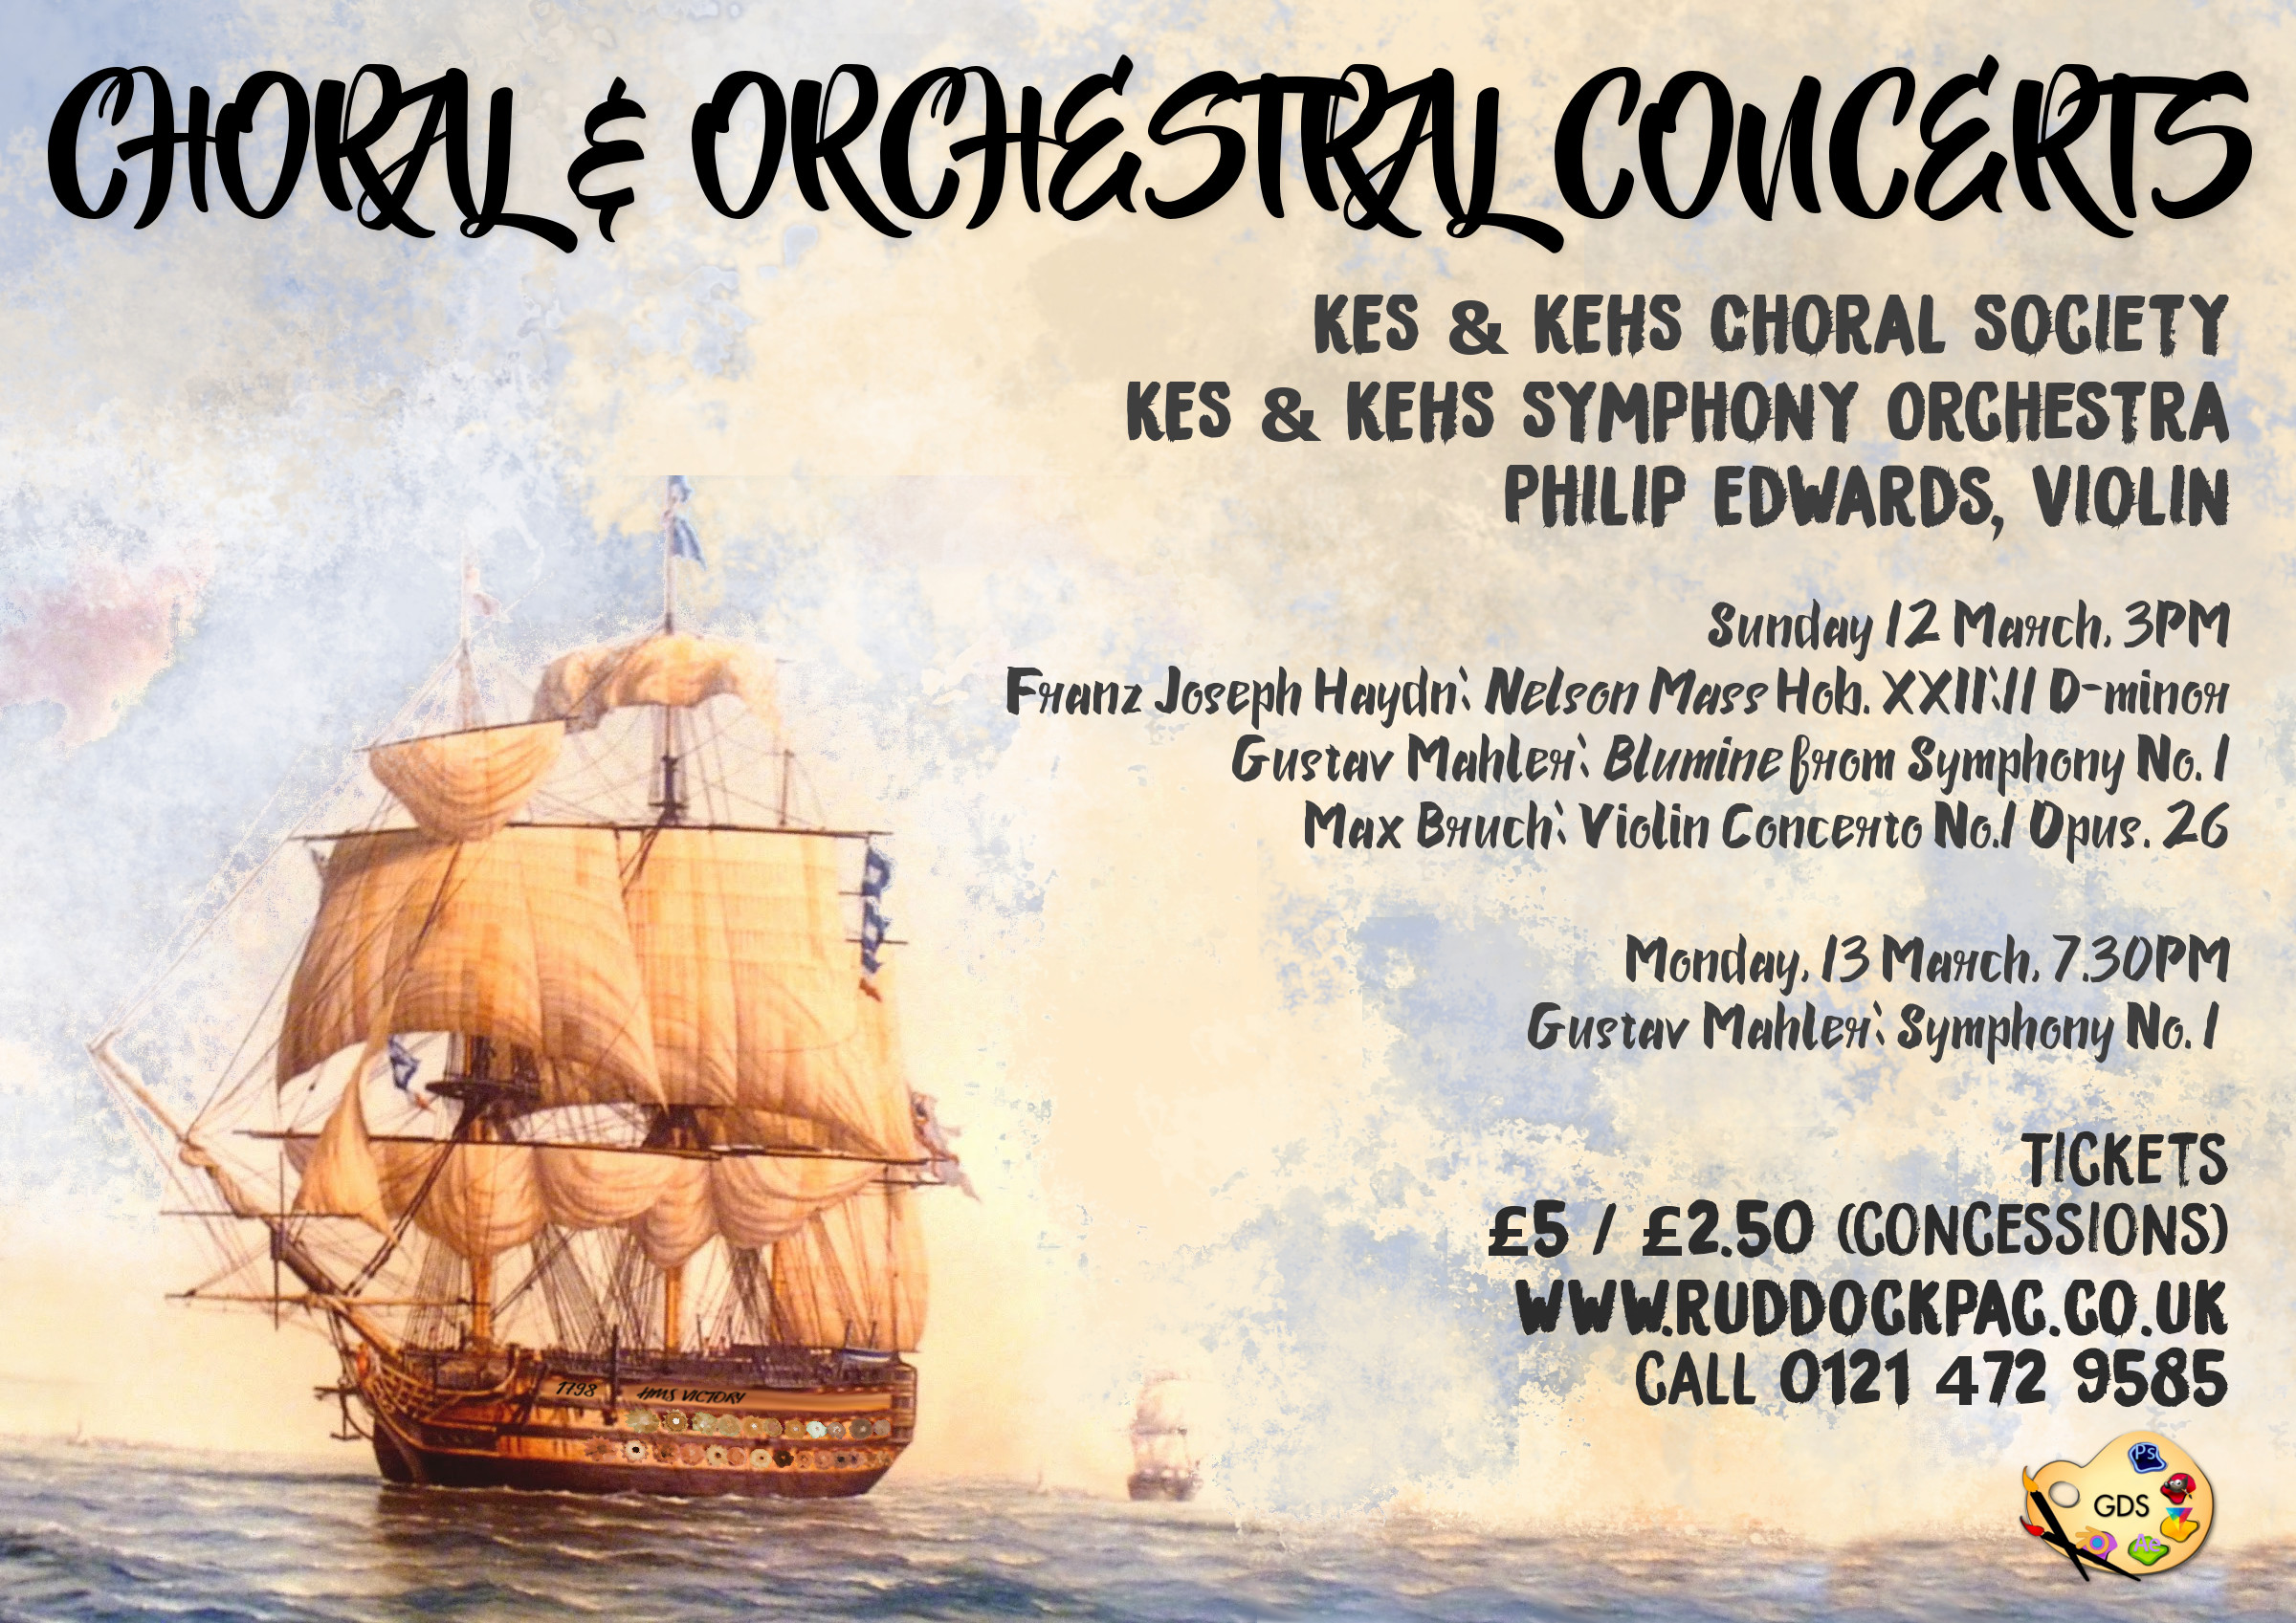 CHORAL & ORCHESTRAL CONCERTS
KES & KEHS CHORAL SOCIETY
KES & KEHS SYMPHONY ORCHESTRA
PHILIP EDWARDS, VIOLIN
Sunday 12 March, 3PM
Franz Joseph Haydn: Nelson Mass Hob. XXII:11 D-minor
Gustav Mahler: Blumine from Symphony No. 1
Max Bruch: Violin Concerto No.1 Opus. 26
Monday, 13 March, 7.30PM
Gustav Mahler: Symphony No. 1
TICKETS
£5 / £2.50 (CONCESSIONS)
WWW.RUDDOCKPAC.CO.UK
CALL 0121 472 9585
1798 HMS VICTORY
Ps
GDS
Ae